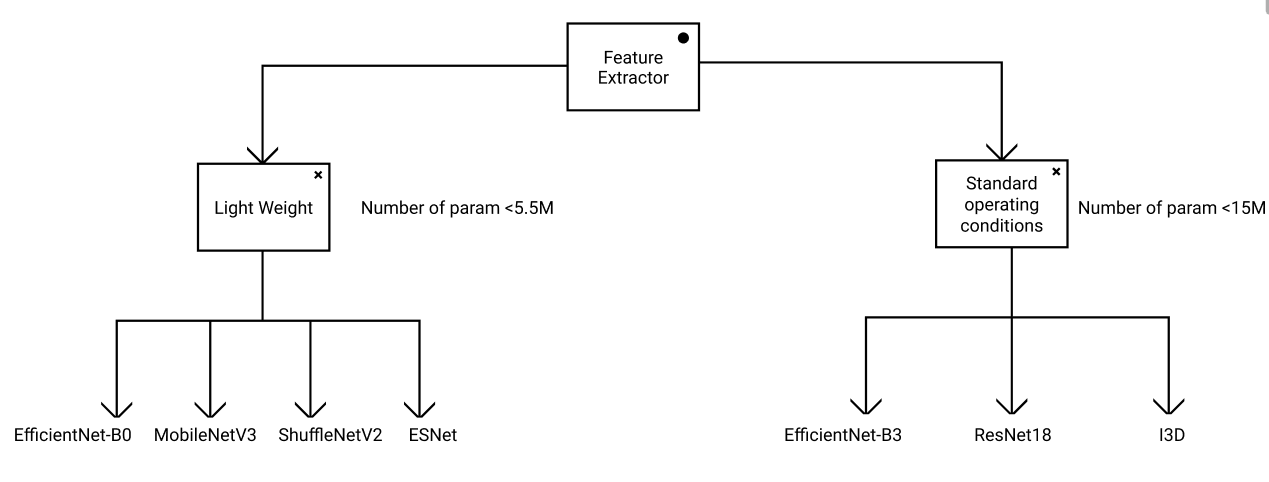 Feature
Extractor
Light Weight
Number of param <5.5M
Standard
operating
conditions
Number of param <15M
EfficientNet-B0 MobileNetV3 ShuffleNetV2 ESNet
EfficientNet-B3 ResNet18 I3D